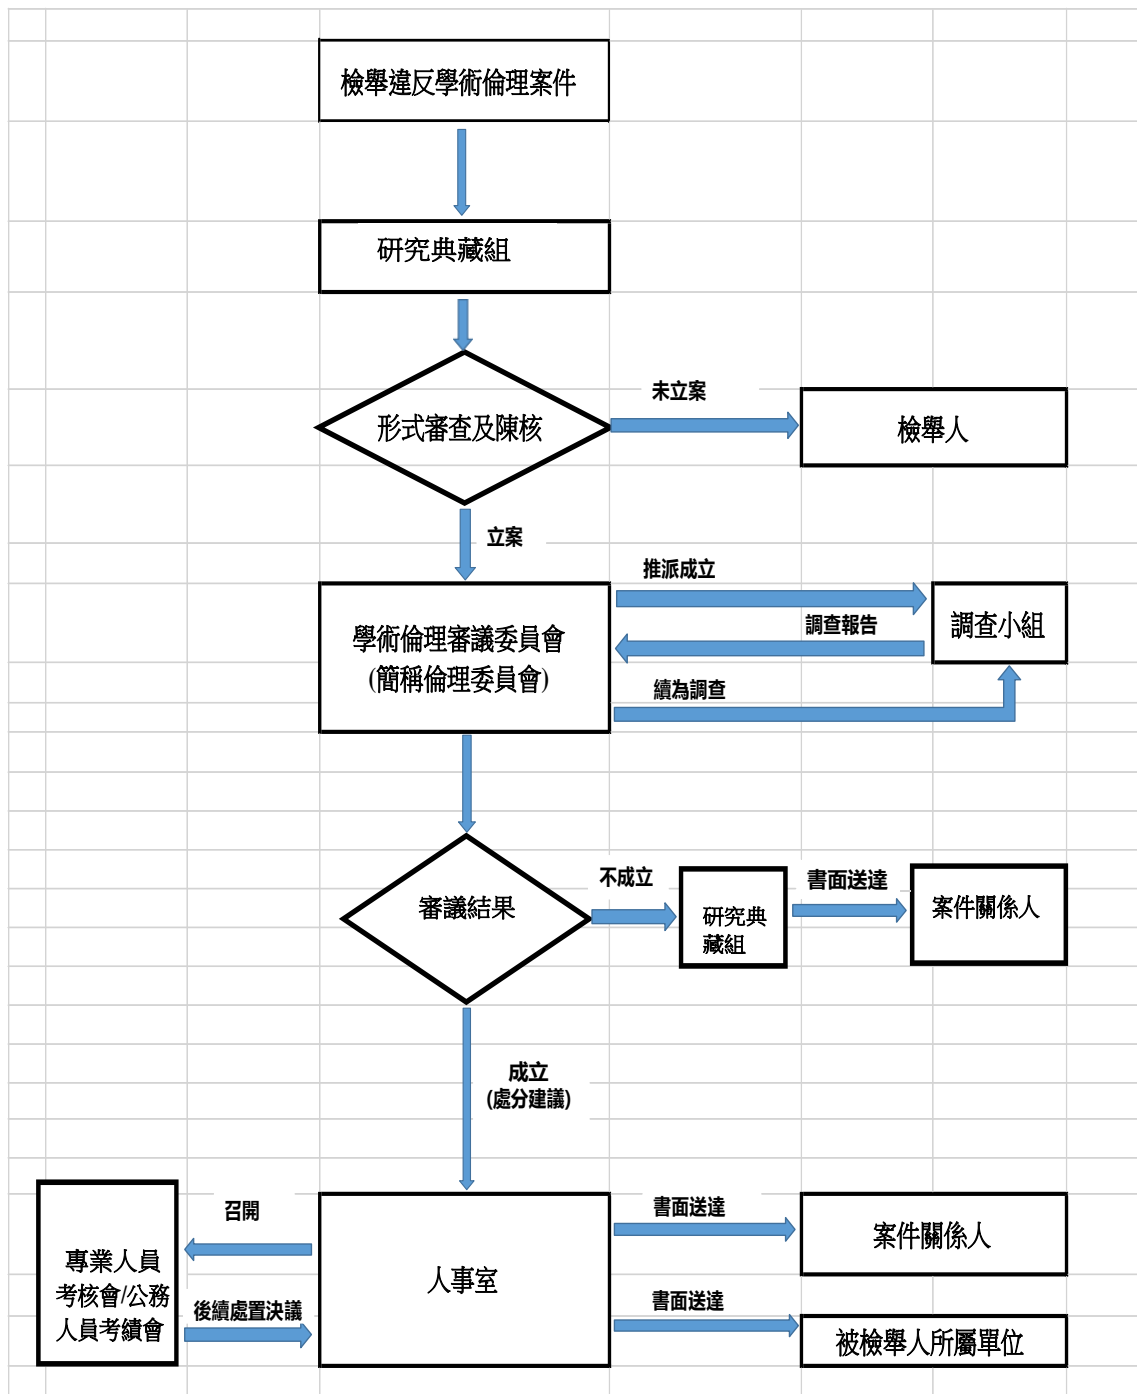 檢舉違反學術倫理案件
研究典藏組
形式審查及陳核
未立案
檢舉人
立案
學術倫理審議委員會
(簡稱倫理委員會)
推派成立
調查報告
續為調查
調查小組
審議結果
不成立
研究典
藏組
書面送達
案件關係人
成立
(處分建議)
專業人員
考核會/公務
人員考績會
召開
後續處置決議
人事室
書面送達
案件關係人
書面送達
被檢舉人所屬單位